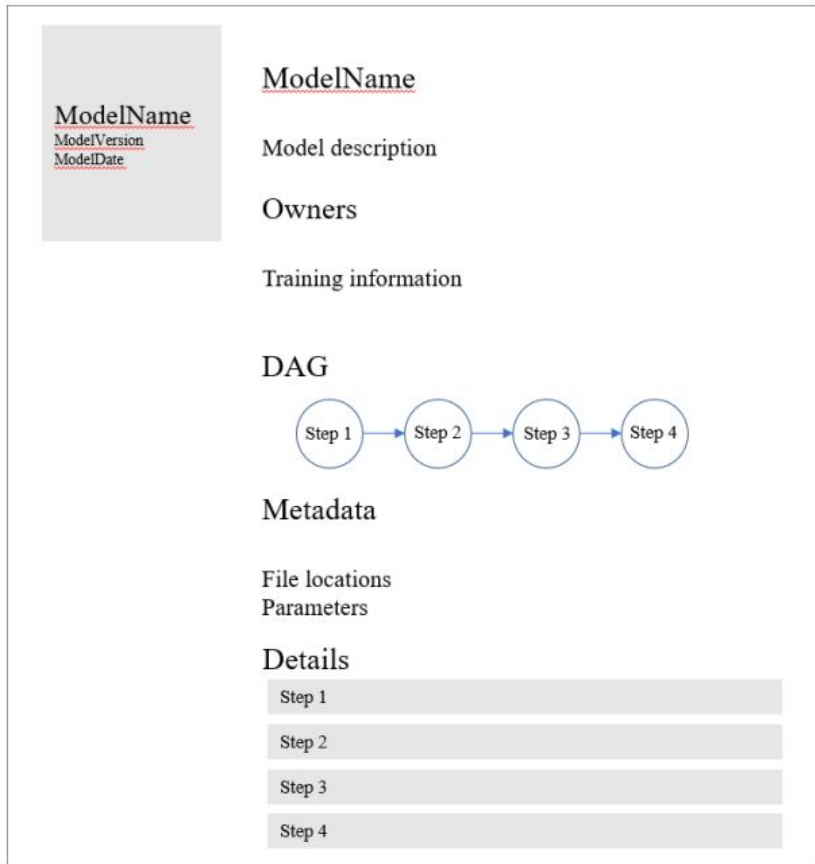 ModelName
ModelVersion
ModelDate
ModelName
Model description
Owners
Training information
DAG
Step 1
Step 2
Step 3
Step 4
Metadata
File locations
Parameters
Details
Step 1
Step 2
Step 3
Step 4